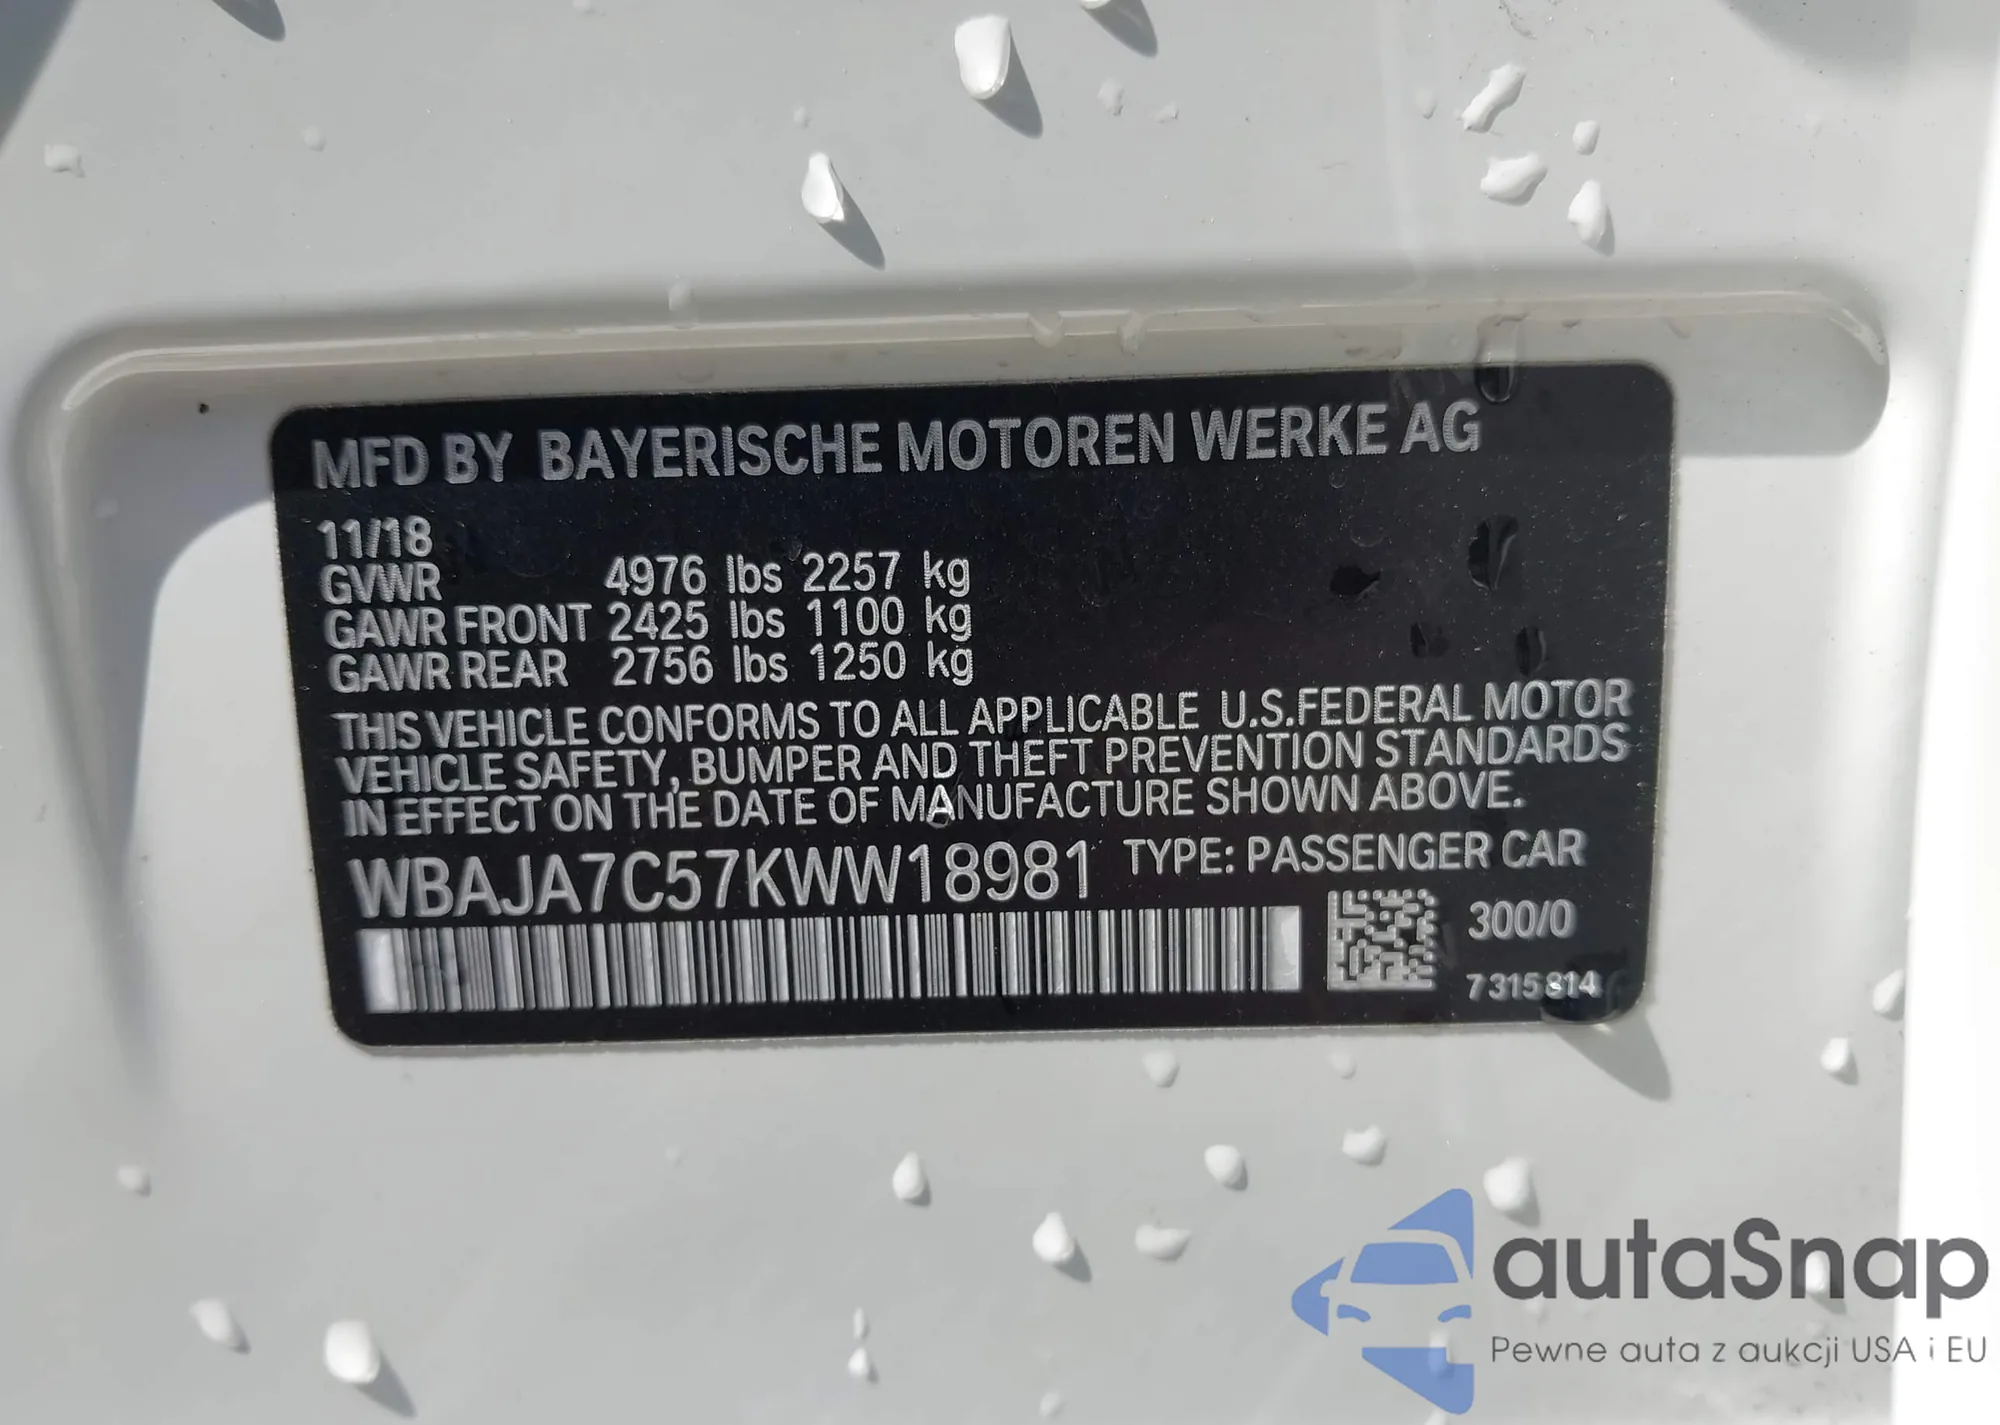 MFD BY BAYERISCHE MOTOREN WERKE AG
11/18
GVWR 4976 lbs 2257 kg
GAWR FRONT 2425 lbs 1100 kg
GAWR REAR 2756 lbs 1250 kg
THIS VEHICLE CONFORMS TO ALL APPLICABLE U.S.FEDERAL MOTOR
VEHICLE SAFETY, BUMPER AND THEFT PREVENTION STANDARDS
IN EFFECT ON THE DATE OF MANUFACTURE SHOWN ABOVE.
WBAJA7C57KWW18981 TYPE: PASSENGER CAR
300/0
7315814
autaSnap
Pewne auta z aukcji USA i EU